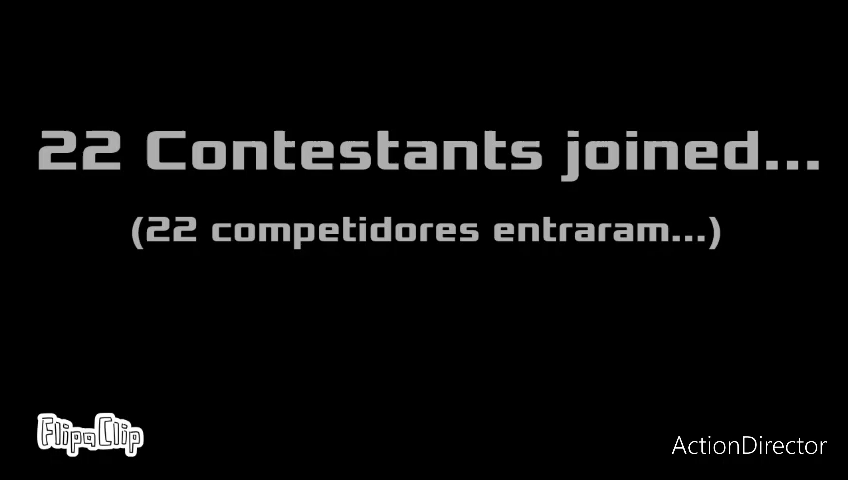 22 Contestants joined...
(22 competidores entraram...)
FlipaClip
ActionDirector